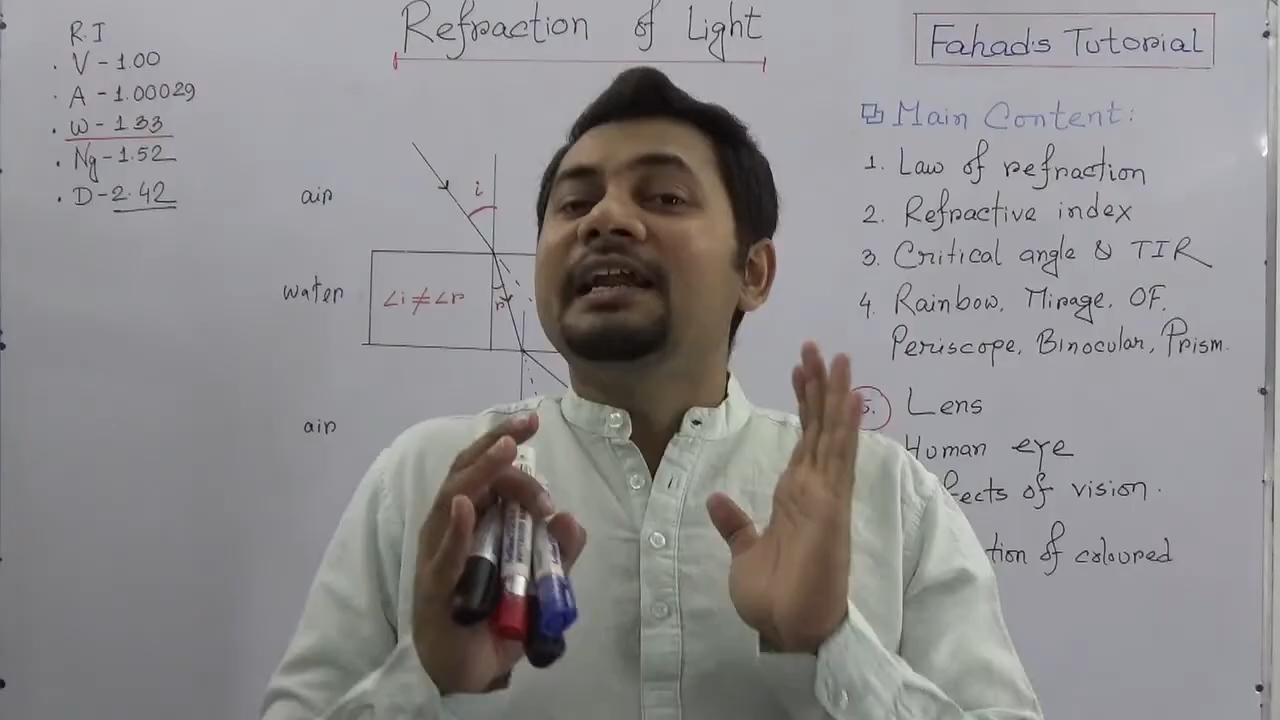 Refraction of Light
R.I
. V - 1.00
. A - 1.00029
. W - 1.33
. Ng - 1.52
. D - 2.42
air
i
water
∠i ≠ ∠r
r
air
Fahad's Tutorial
Main Content:
1. Law of refraction
2. Refractive index
3. Critical angle & TIR
4. Rainbow, Mirage, OF,
Periscope, Binocular, Prism.
5. Lens
Human eye
fects of vision.
tion of coloured